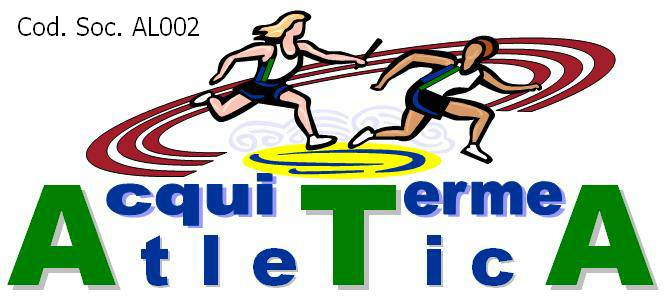 Cod. Soc. AL002
Acqui Terme
AtleTicA